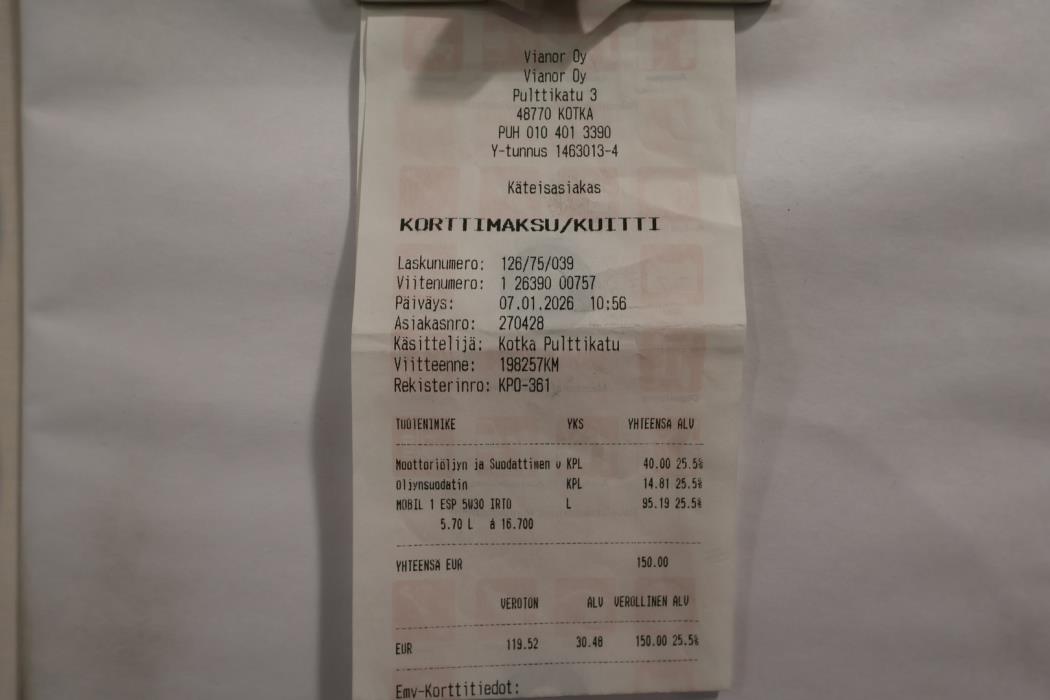 Vianor Oy
Vianor Oy
Pulttikatu 3
48770 KOTKA
PUH 010 401 3390
Y-tunnus 1463013-4
Käteisasiakas
KORTTIMAKSU/KUITTI
Laskunumero: 126/75/039
Viitenumero: 1 26390 00757
Päiväys: 07.01.2026 10:56
Asiakasnro: 270428
Käsittelijä: Kotka Pulttikatu
Viitteenne: 198257KM
Rekisterinro: KPO-361
TUOTENIMIKE YKS YHTEENSÄ ALV
Moottoriöljyn ja Suodattimen v KPL 40.00 25.5%
Öljynsuodatin KPL 14.81 25.5%
MOBIL 1 ESP 5W30 IRTO L 95.19 25.5%
5.70 L á 16.700
YHTEENSÄ EUR 150.00
VEROTON ALV VEROLLINEN ALV
EUR 119.52 30.48 150.00 25.5%
Emv-Korttitiedot: